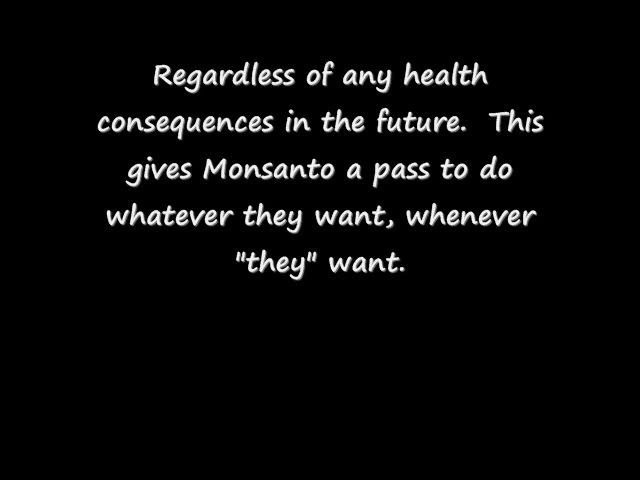 Regardless of any health
consequences in the future.  This
gives Monsanto a pass to do
whatever they want, whenever
"they" want.